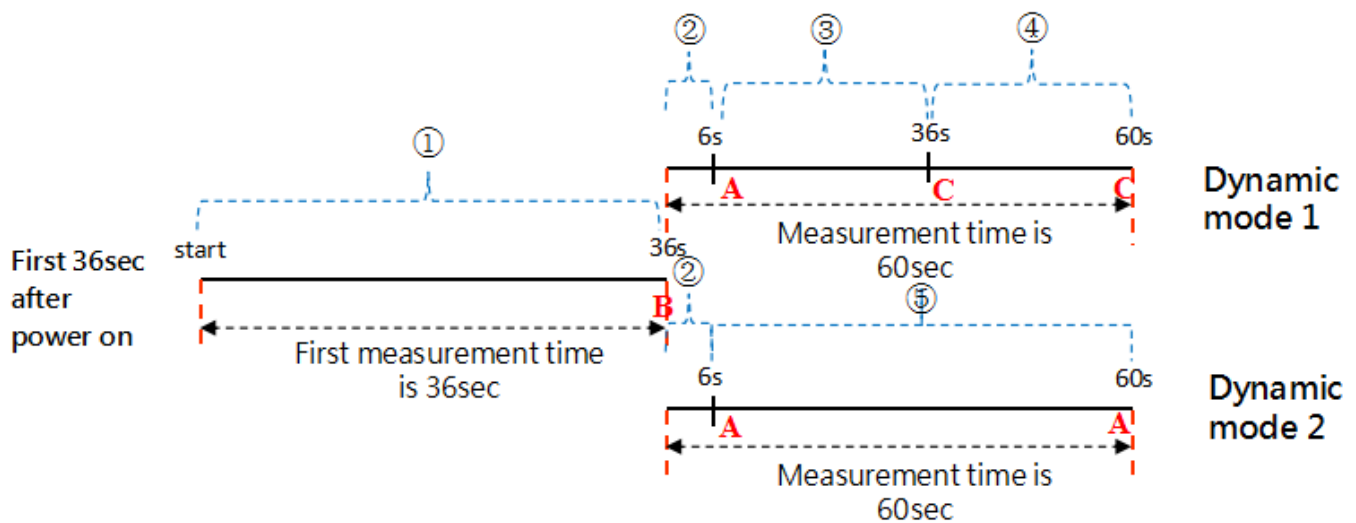 ② ③ ④
6s 36s 60s
A C C
Dynamic
mode 1
Measurement time is
60sec
①
start 36s
First 36sec
after
power on
B
First measurement time
is 36sec
② ⑤
6s 60s
A A
Dynamic
mode 2
Measurement time is
60sec